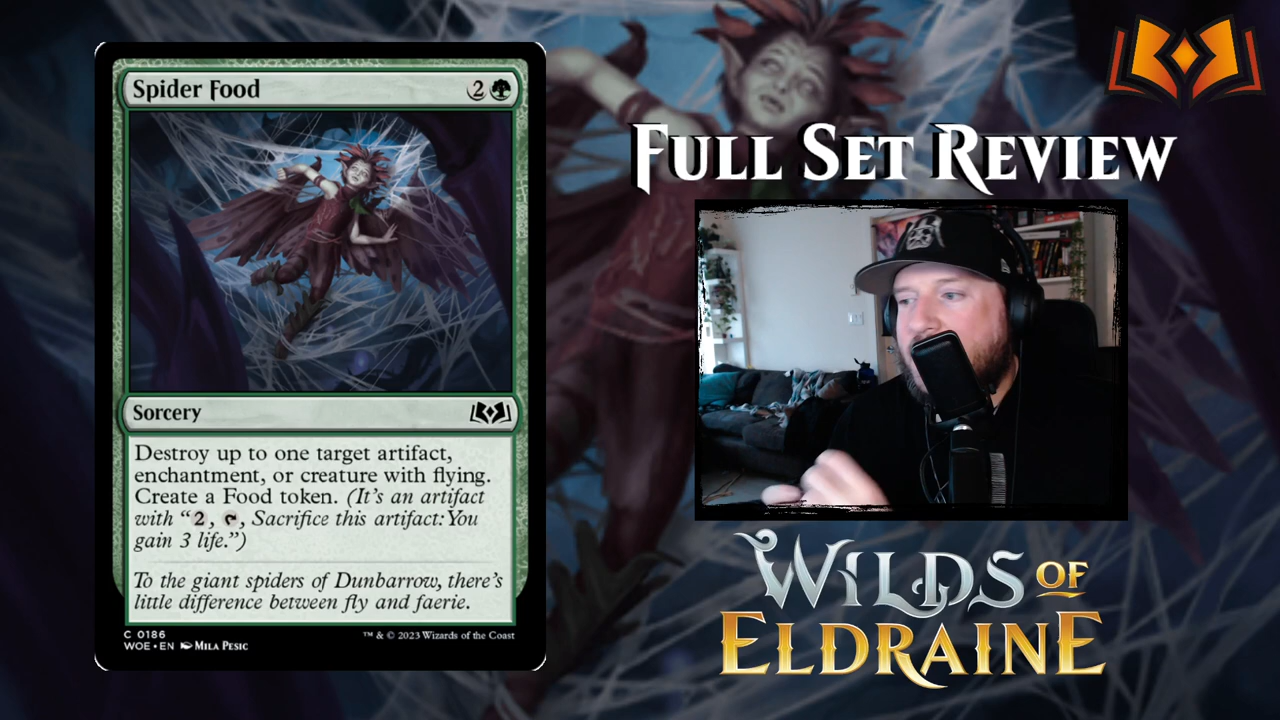 Spider Food 2
Sorcery
Destroy up to one target artifact,
enchantment, or creature with flying.
Create a Food token. (It's an artifact
with “2, , Sacrifice this artifact: You
gain 3 life.”)
To the giant spiders of Dunbarrow, there's
little difference between fly and faerie.
C 0186
WOE • EN MILA PESIC
™ & © 2023 Wizards of the Coast
FULL SET REVIEW
WILDS OF
ELDRAINE